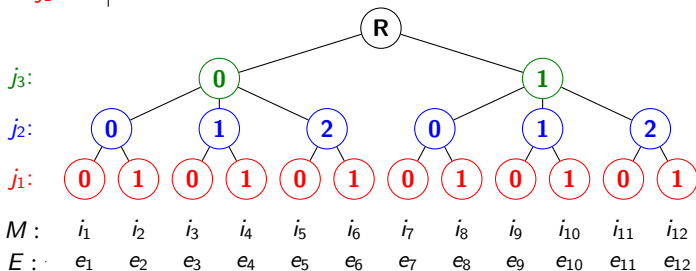 R
j₃: 0 1
j₂: 0 1 2 0 1 2
j₁: 0 1 0 1 0 1 0 1 0 1 0 1
M : i₁ i₂ i₃ i₄ i₅ i₆ i₇ i₈ i₉ i₁₀ i₁₁ i₁₂
E : e₁ e₂ e₃ e₄ e₅ e₆ e₇ e₈ e₉ e₁₀ e₁₁ e₁₂